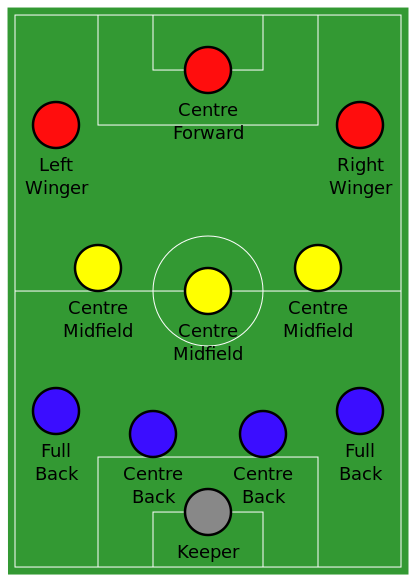 Centre
Forward
Left
Winger
Right
Winger
Centre
Midfield
Centre
Midfield
Centre
Midfield
Full
Back
Centre
Back
Centre
Back
Full
Back
Keeper